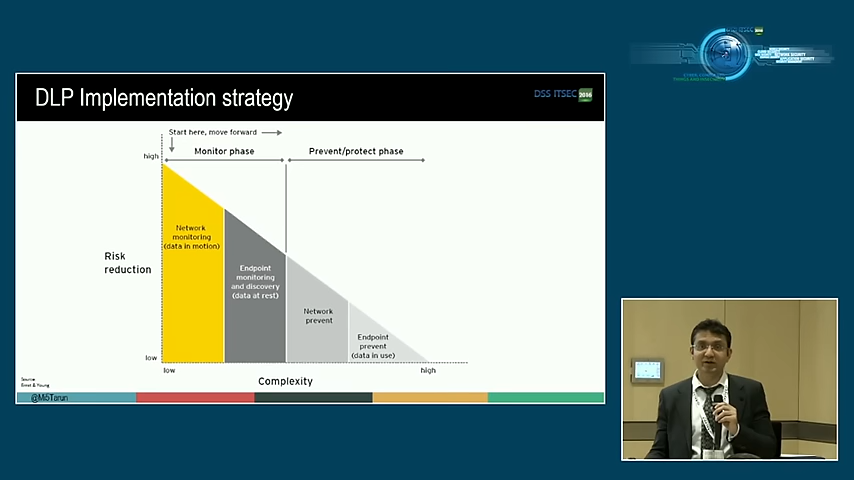 DLP Implementation strategy
DSS ITSEC 2016
Start here, move forward
Monitor phase
Prevent/protect phase
high
Network
monitoring
(data in motion)
Risk
reduction
Endpoint
monitoring
and discovery
(data at rest)
Network
prevent
Endpoint
prevent
(data in use)
low
low
high
Complexity
Source:
Ernst & Young
@Mi5Tarun